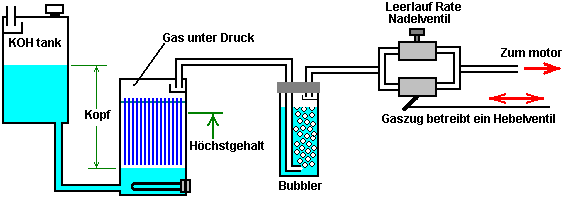 Leerlauf Rate
Nadelventil
KOH tank
Gas unter Druck
Zum motor
Kopf
Höchstgehalt
Gaszug betreibt ein Hebelventil
Bubbler